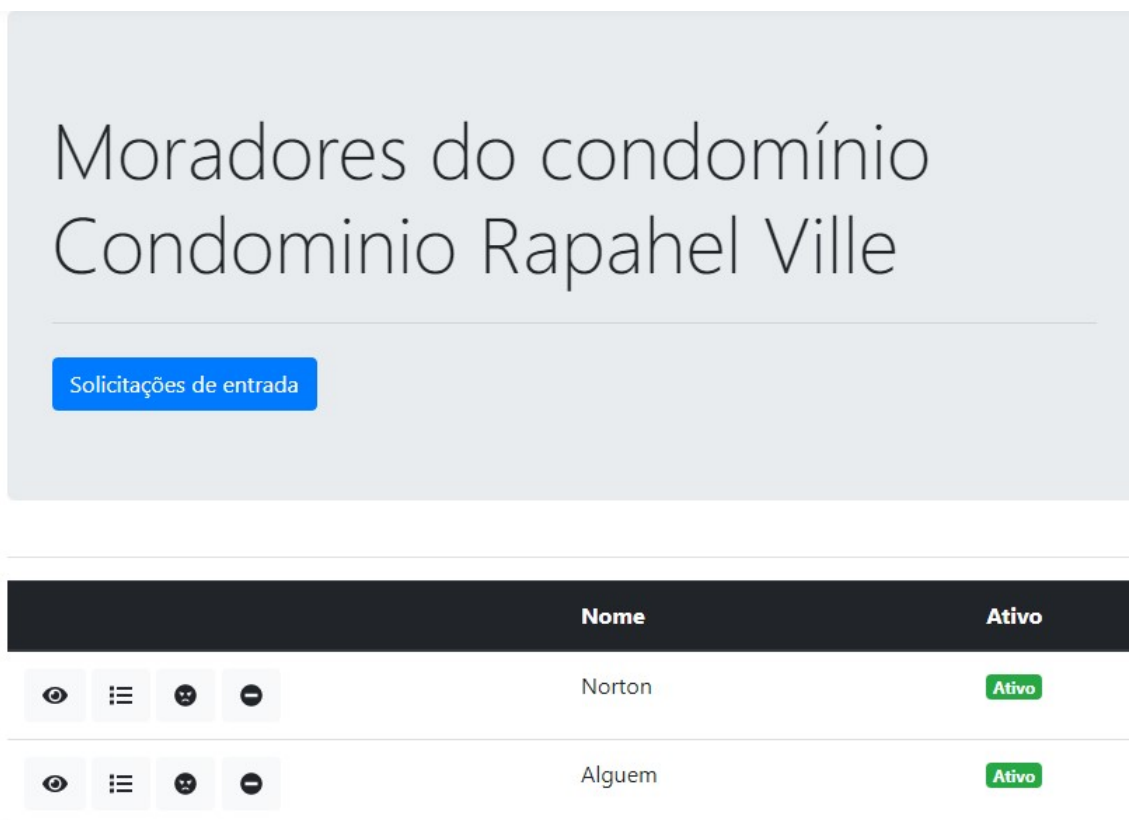 Moradores do condomínio
Condominio Rapahel Ville
Solicitações de entrada
Nome Ativo
Norton Ativo
Alguem Ativo